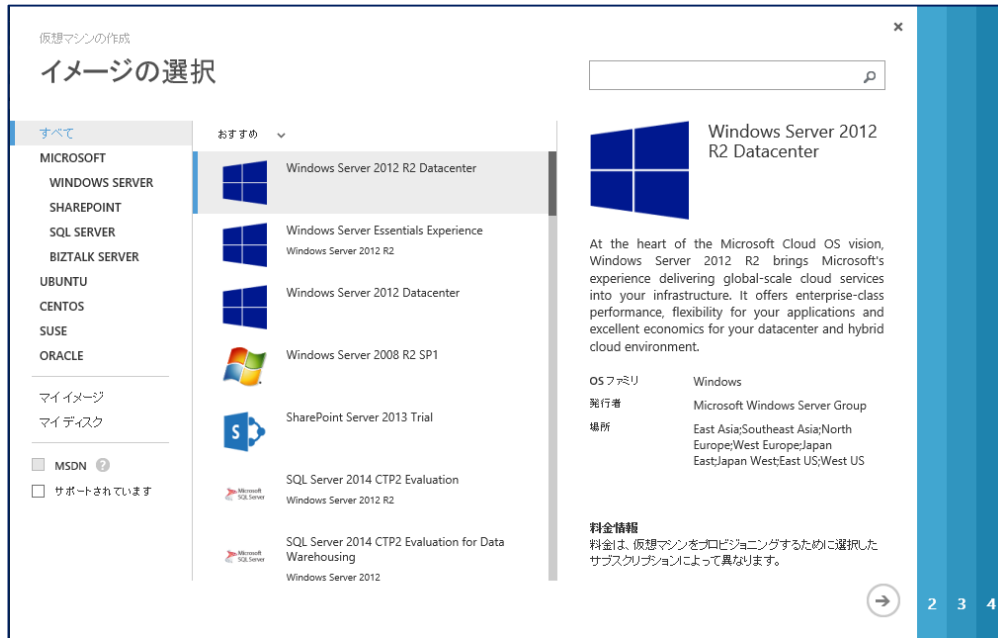 仮想マシンの作成
イメージの選択
すべて
MICROSOFT
WINDOWS SERVER
SHAREPOINT
SQL SERVER
BIZTALK SERVER
UBUNTU
CENTOS
SUSE
ORACLE
マイ イメージ
マイ ディスク
MSDN ?
サポートされています
おすすめ
Windows Server 2012 R2 Datacenter
Windows Server Essentials Experience
Windows Server 2012 R2
Windows Server 2012 Datacenter
Windows Server 2008 R2 SP1
S
SharePoint Server 2013 Trial
Microsoft
SQL Server
SQL Server 2014 CTP2 Evaluation
Windows Server 2012 R2
Microsoft
SQL Server
SQL Server 2014 CTP2 Evaluation for Data
Warehousing
Windows Server 2012
Windows Server 2012
R2 Datacenter
At the heart of the Microsoft Cloud OS vision,
Windows Server 2012 R2 brings Microsoft's
experience delivering global-scale cloud services
into your infrastructure. It offers enterprise-class
performance, flexibility for your applications and
excellent economics for your datacenter and hybrid
cloud environment.
OS ファミリ Windows
発行者 Microsoft Windows Server Group
場所 East Asia;Southeast Asia;North
Europe;West Europe;Japan
East;Japan West;East US;West US
料金情報
料金は、仮想マシンをプロビジョニングするために選択した
サブスクリプションによって異なります。
2 3 4